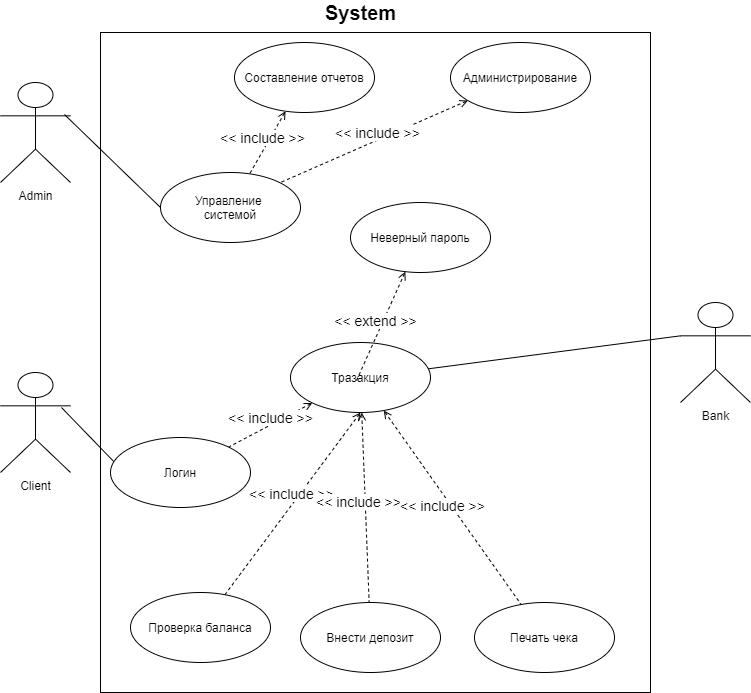 System
Составление отчетов
Администрирование
<< include >>
<< include >>
Admin
Управление
системой
Неверный пароль
<< extend >>
Тразакция
Bank
<< include >>
Client
Логин
<< include >>
<< include >>
<< include >>
Проверка баланса
Внести депозит
Печать чека